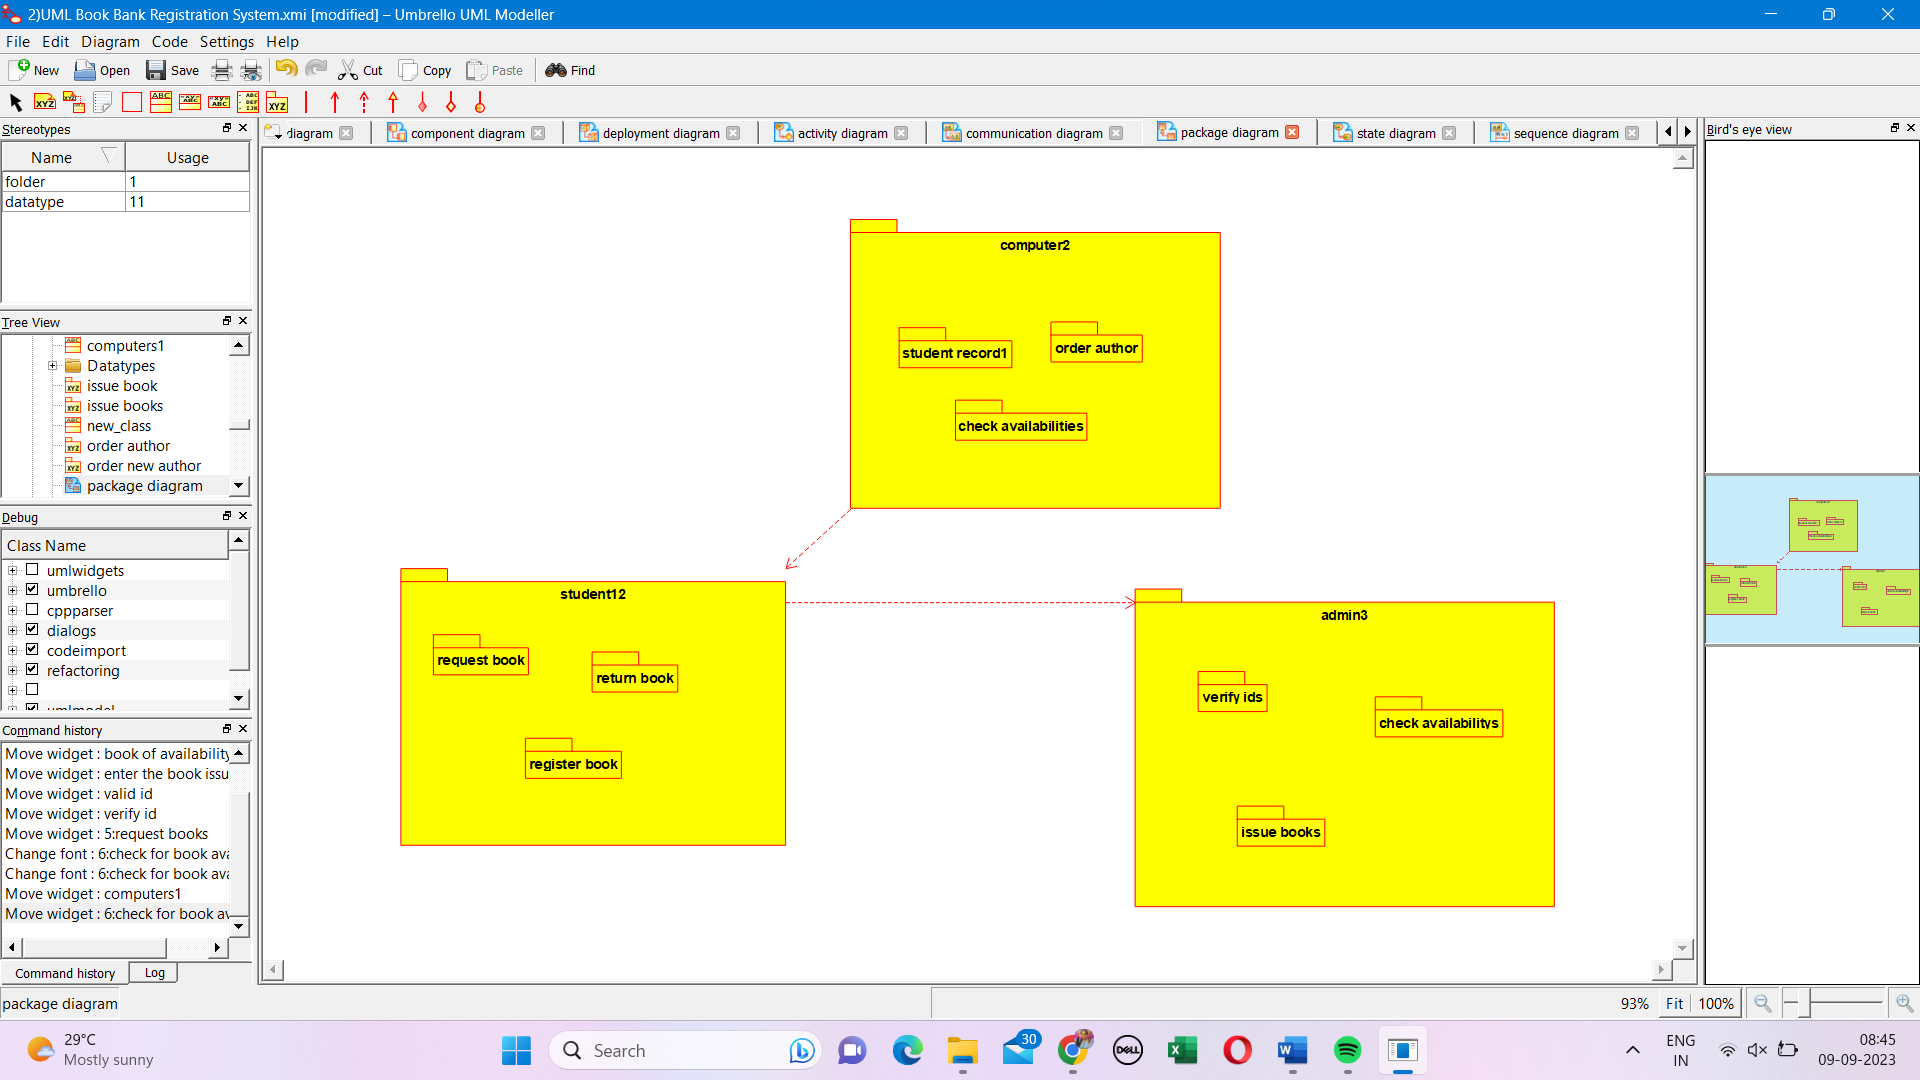 2)UML Book Bank Registration System.xmi [modified] – Umbrello UML Modeller
File Edit Diagram Code Settings Help
New Open Save Cut Copy Paste Find
diagram component diagram deployment diagram activity diagram communication diagram package diagram state diagram sequence diagram
Stereotypes
Name Usage
folder 1
datatype 11
Tree View
computers1
Datatypes
issue book
issue books
new_class
order author
order new author
package diagram
Debug
Class Name
umlwidgets
umbrello
cppparser
dialogs
codeimport
refactoring
umlmodel
Command history
Move widget : book of availability
Move widget : enter the book issu
Move widget : valid id
Move widget : verify id
Move widget : 5:request books
Change font : 6:check for book ava
Change font : 6:check for book ava
Move widget : computers1
Move widget : 6:check for book av
Command history Log
computer2
student record1
order author
check availabilities
student12
request book
return book
register book
admin3
verify ids
check availabilitys
issue books
Bird's eye view
package diagram
93% Fit 100%
29°C
Mostly sunny
Search
30
DELL
ENG
IN
08:45
09-09-2023